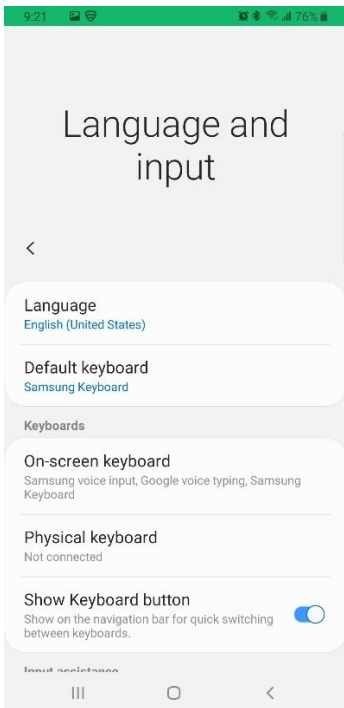 9:21
76%
Language and
input
Language
English (United States)
Default keyboard
Samsung Keyboard
Keyboards
On-screen keyboard
Samsung voice input, Google voice typing, Samsung
Keyboard
Physical keyboard
Not connected
Show Keyboard button
Show on the navigation bar for quick switching
between keyboards.
Input assistance